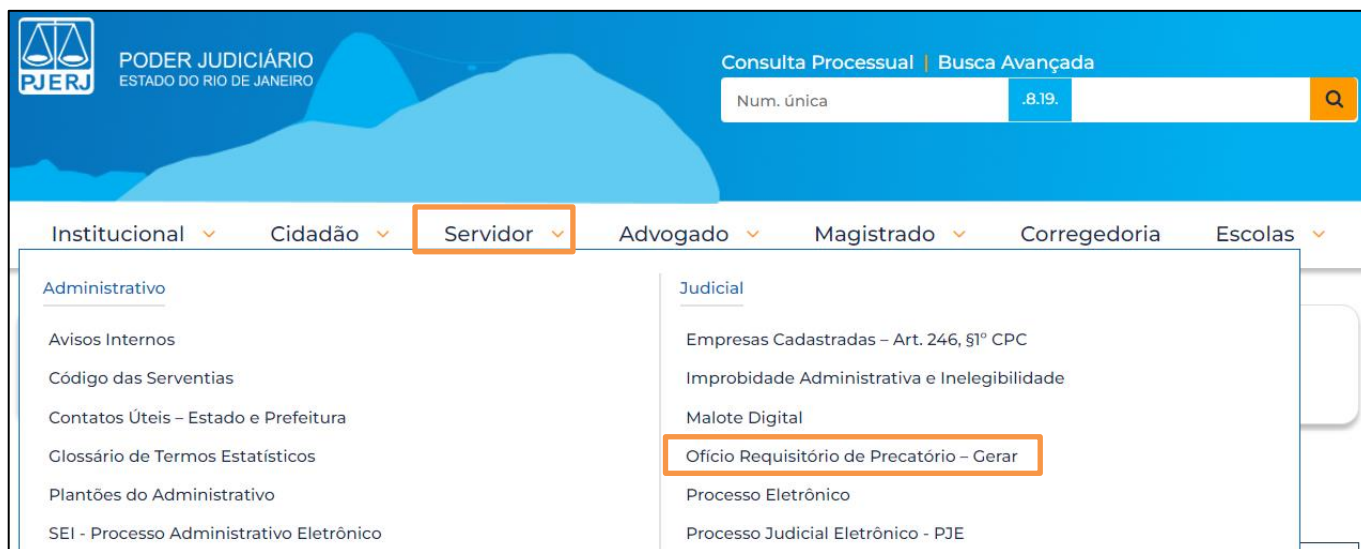 PJERJ
PODER JUDICIÁRIO
ESTADO DO RIO DE JANEIRO
Consulta Processual | Busca Avançada
Num. única .8.19.
Institucional Cidadão Servidor Advogado Magistrado Corregedoria Escolas
Administrativo
Avisos Internos
Código das Serventias
Contatos Úteis – Estado e Prefeitura
Glossário de Termos Estatísticos
Plantões do Administrativo
SEI - Processo Administrativo Eletrônico
Judicial
Empresas Cadastradas – Art. 246, §1º CPC
Improbidade Administrativa e Inelegibilidade
Malote Digital
Ofício Requisitório de Precatório – Gerar
Processo Eletrônico
Processo Judicial Eletrônico - PJE